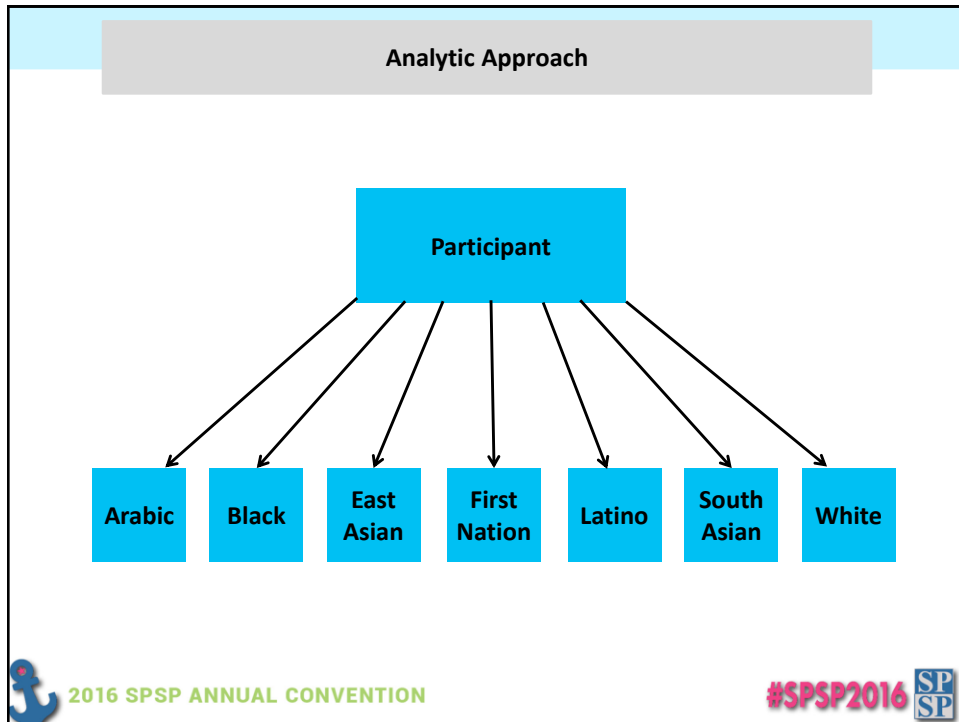 Analytic Approach
Participant
Arabic
Black
East
Asian
First
Nation
Latino
South
Asian
White
2016 SPSP ANNUAL CONVENTION
#SPSP2016
SP
SP